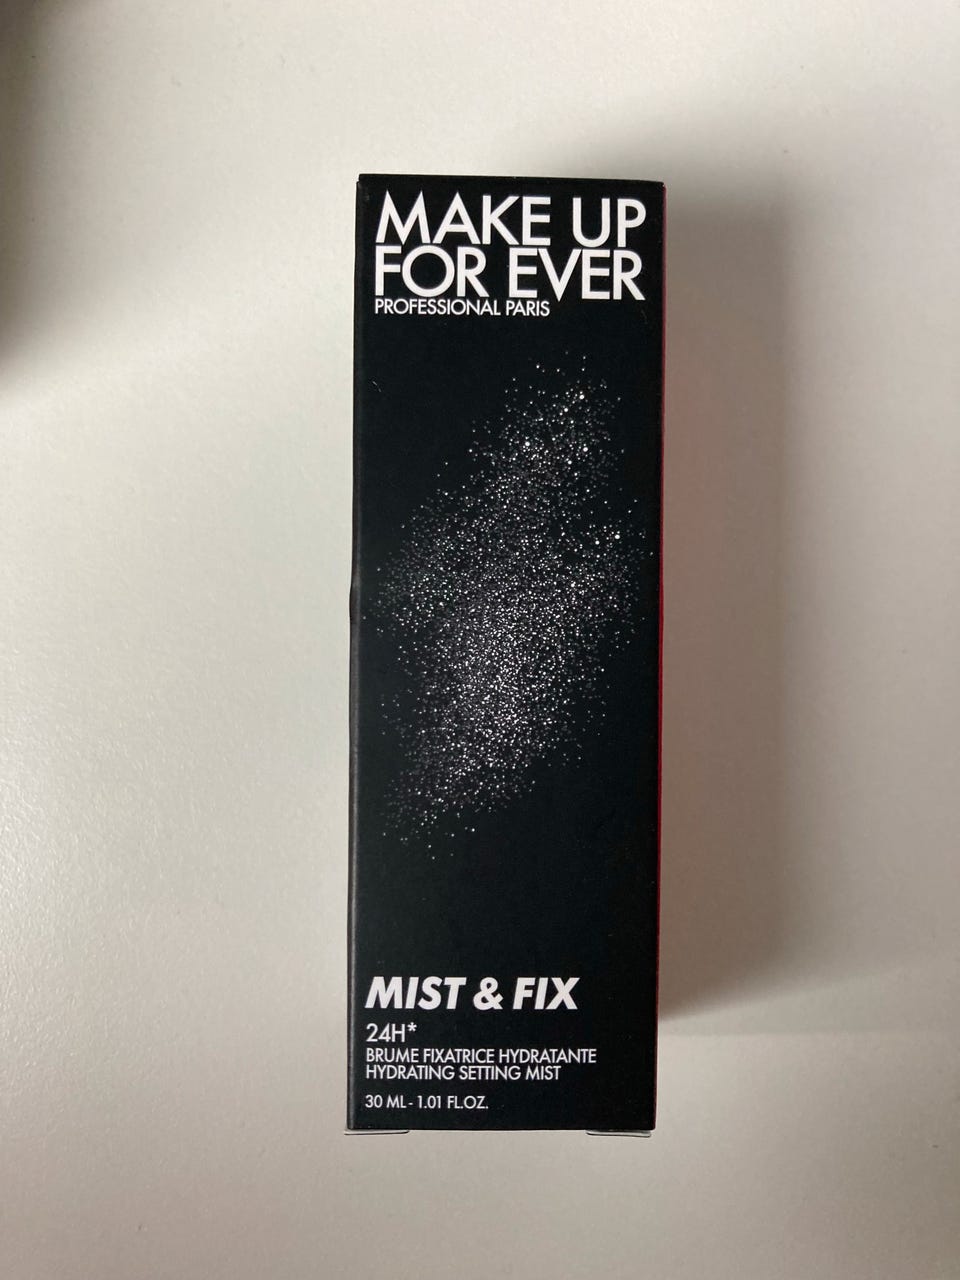 MAKE UP
FOR EVER
PROFESSIONAL PARIS
MIST & FIX
24H*
BRUME FIXATRICE HYDRATANTE
HYDRATING SETTING MIST
30 ML - 1.01 FL.OZ.